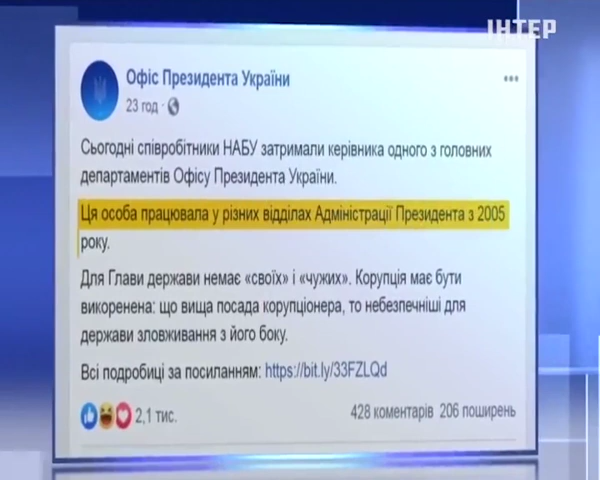 ІНТЕР
Офіс Президента України
23 год ·
Сьогодні співробітники НАБУ затримали керівника одного з головних
департаментів Офісу Президента України.
Ця особа працювала у різних відділах Адміністрації Президента з 2005
року.
Для Глави держави немає «своїх» і «чужих». Корупція має бути
викоренена: що вища посада корупціонера, то небезпечніші для
держави зловживання з його боку.
Всі подробиці за посиланням: https://bit.ly/33FZLQd
2,1 тис.
428 коментарів 206 поширень